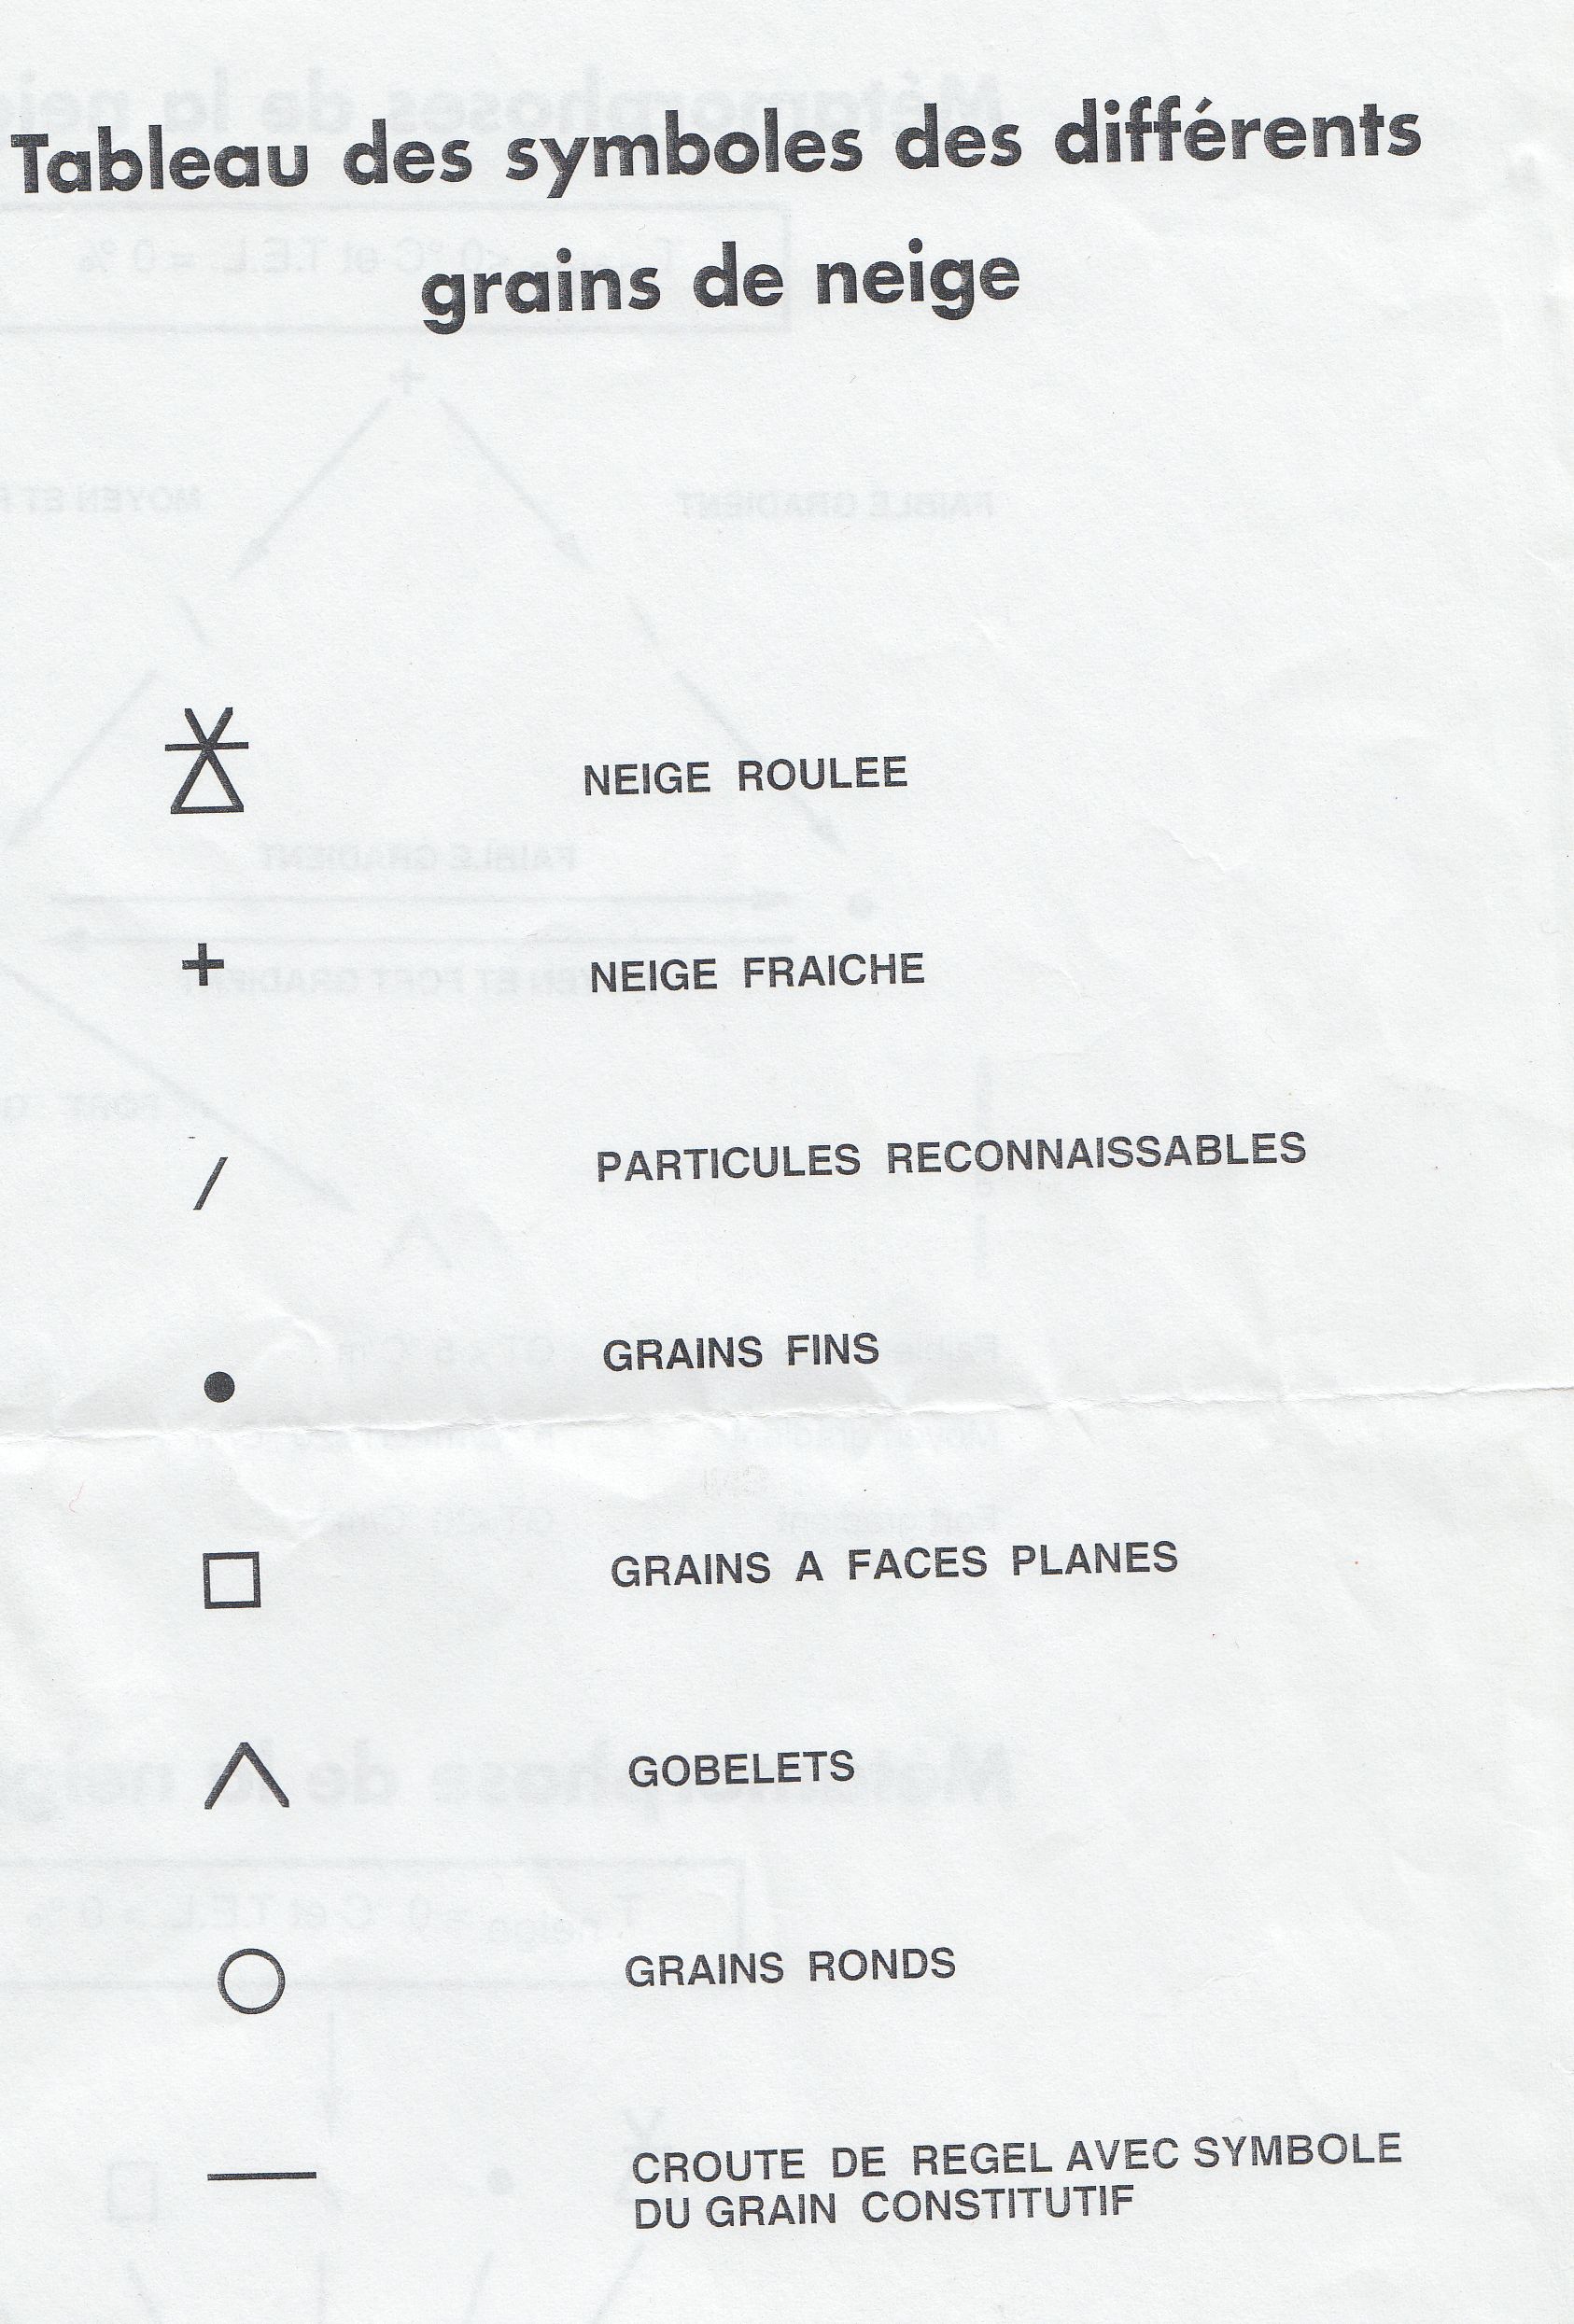 Tableau des symboles des différents
grains de neige
NEIGE ROULEE
+ NEIGE FRAICHE
/ PARTICULES RECONNAISSABLES
● GRAINS FINS
□ GRAINS A FACES PLANES
∧ GOBELETS
○ GRAINS RONDS
— CROUTE DE REGEL AVEC SYMBOLE
DU GRAIN CONSTITUTIF